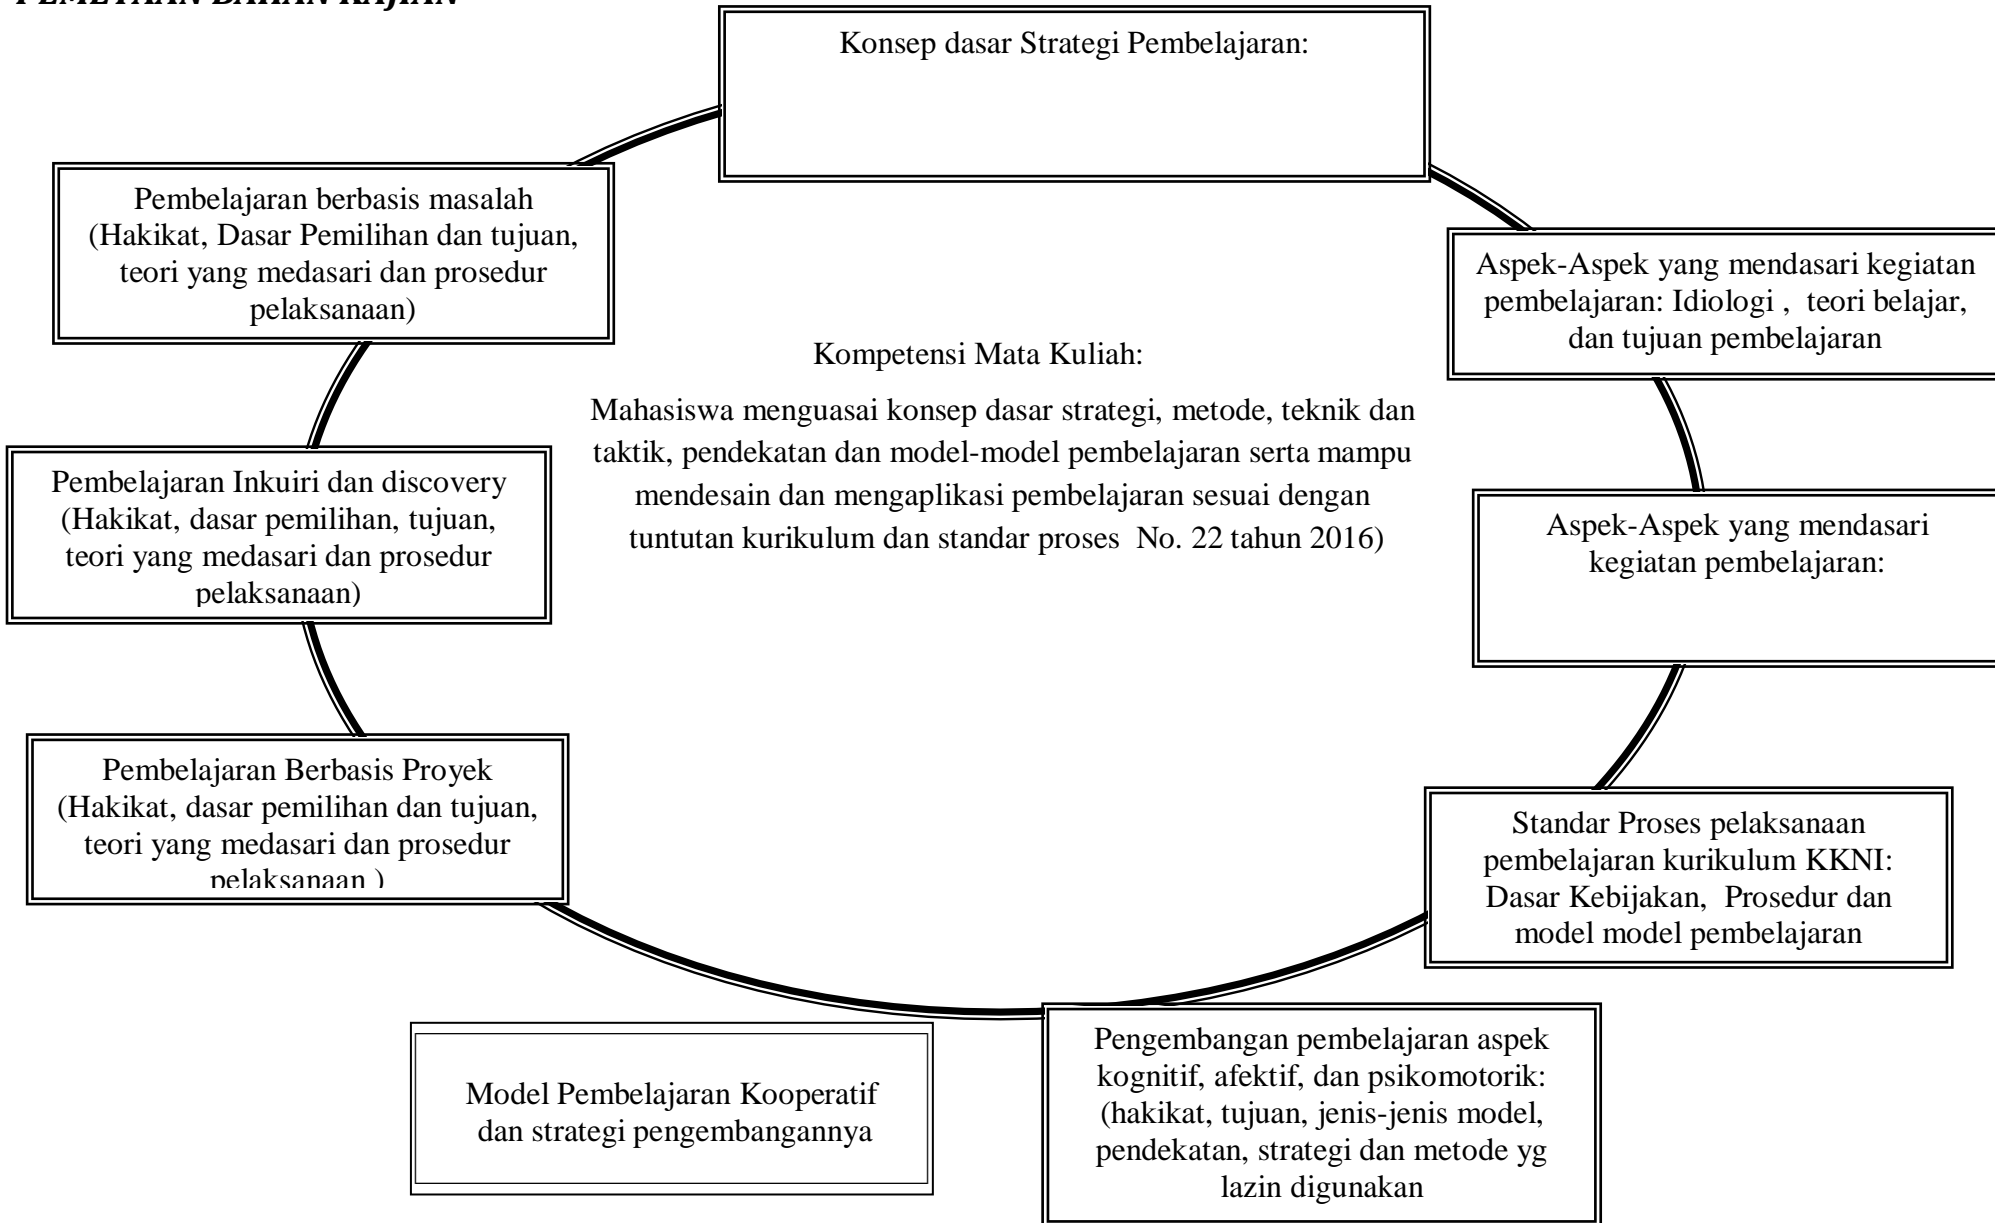 PEMETAAN BAHAN KAJIAN
Konsep dasar Strategi Pembelajaran:
Pembelajaran berbasis masalah
(Hakikat, Dasar Pemilihan dan tujuan,
teori yang medasari dan prosedur
pelaksanaan)
Aspek-Aspek yang mendasari kegiatan
pembelajaran: Idiologi , teori belajar,
dan tujuan pembelajaran
Kompetensi Mata Kuliah:
Mahasiswa menguasai konsep dasar strategi, metode, teknik dan
taktik, pendekatan dan model-model pembelajaran serta mampu
mendesain dan mengaplikasi pembelajaran sesuai dengan
tuntutan kurikulum dan standar proses No. 22 tahun 2016)
Pembelajaran Inkuiri dan discovery
(Hakikat, dasar pemilihan, tujuan,
teori yang medasari dan prosedur
pelaksanaan)
Aspek-Aspek yang mendasari
kegiatan pembelajaran:
Pembelajaran Berbasis Proyek
(Hakikat, dasar pemilihan dan tujuan,
teori yang medasari dan prosedur
pelaksanaan )
Standar Proses pelaksanaan
pembelajaran kurikulum KKNI:
Dasar Kebijakan, Prosedur dan
model model pembelajaran
Model Pembelajaran Kooperatif
dan strategi pengembangannya
Pengembangan pembelajaran aspek
kognitif, afektif, dan psikomotorik:
(hakikat, tujuan, jenis-jenis model,
pendekatan, strategi dan metode yg
lazin digunakan